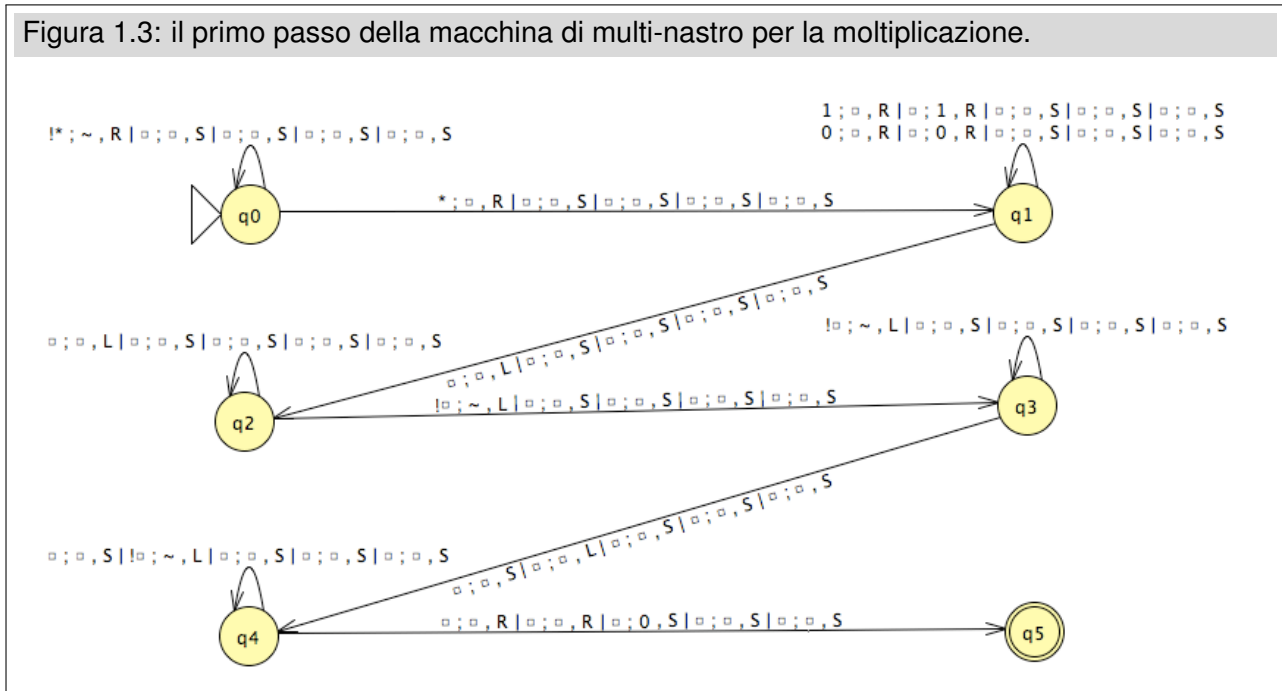 Figura 1.3: il primo passo della macchina di multi-nastro per la moltiplicazione.
1;□,R|□;1,R|□;□,S|□;□,S|□;□,S
!*;~,R|□;□,S|□;□,S|□;□,S|□;□,S
0;□,R|□;0,R|□;□,S|□;□,S|□;□,S
q0
*;□,R|□;□,S|□;□,S|□;□,S|□;□,S
q1
□;□,L|□;□,S|□;□,S|□;□,S|□;□,S
□;□,L|□;□,S|□;□,S|□;□,S|□;□,S
!□;~,L|□;□,S|□;□,S|□;□,S|□;□,S
q2
!□;~,L|□;□,S|□;□,S|□;□,S|□;□,S
q3
□;□,S|!□;~,L|□;□,S|□;□,S|□;□,S
□;□,S|□;□,L|□;□,S|□;□,S|□;□,S
q4
□;□,R|□;□,R|□;0,S|□;□,S|□;□,S
q5